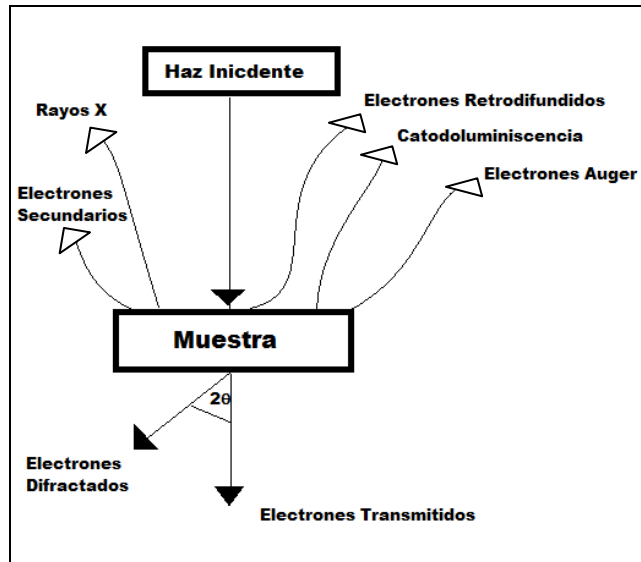 Haz Inicdente
Rayos X
Electrones Retrodifundidos
Catodoluminiscencia
Electrones Auger
Electrones
Secundarios
Muestra
2θ
Electrones
Difractados
Electrones Transmitidos